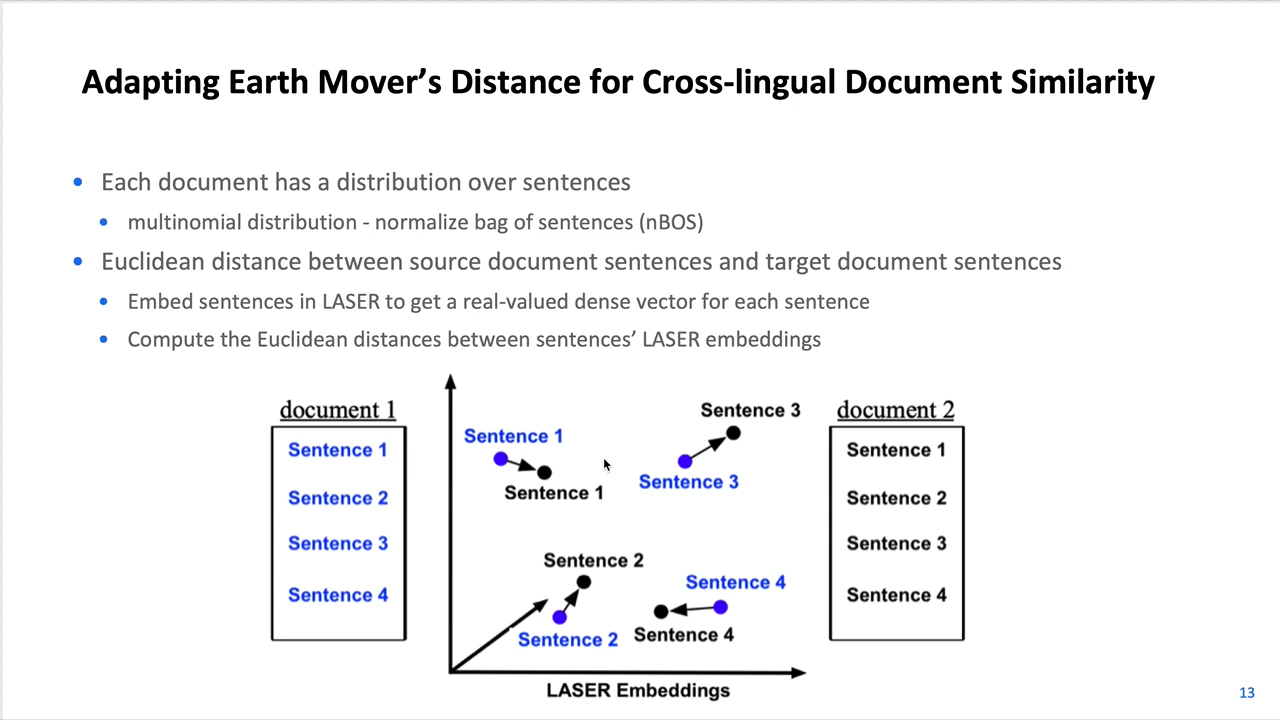 Adapting Earth Mover’s Distance for Cross-lingual Document Similarity
• Each document has a distribution over sentences
• multinomial distribution - normalize bag of sentences (nBOS)
• Euclidean distance between source document sentences and target document sentences
• Embed sentences in LASER to get a real-valued dense vector for each sentence
• Compute the Euclidean distances between sentences’ LASER embeddings
document 1
Sentence 1
Sentence 2
Sentence 3
Sentence 4
Sentence 1
Sentence 1
Sentence 3
Sentence 3
Sentence 2
Sentence 2
Sentence 4
Sentence 4
LASER Embeddings
document 2
Sentence 1
Sentence 2
Sentence 3
Sentence 4
13